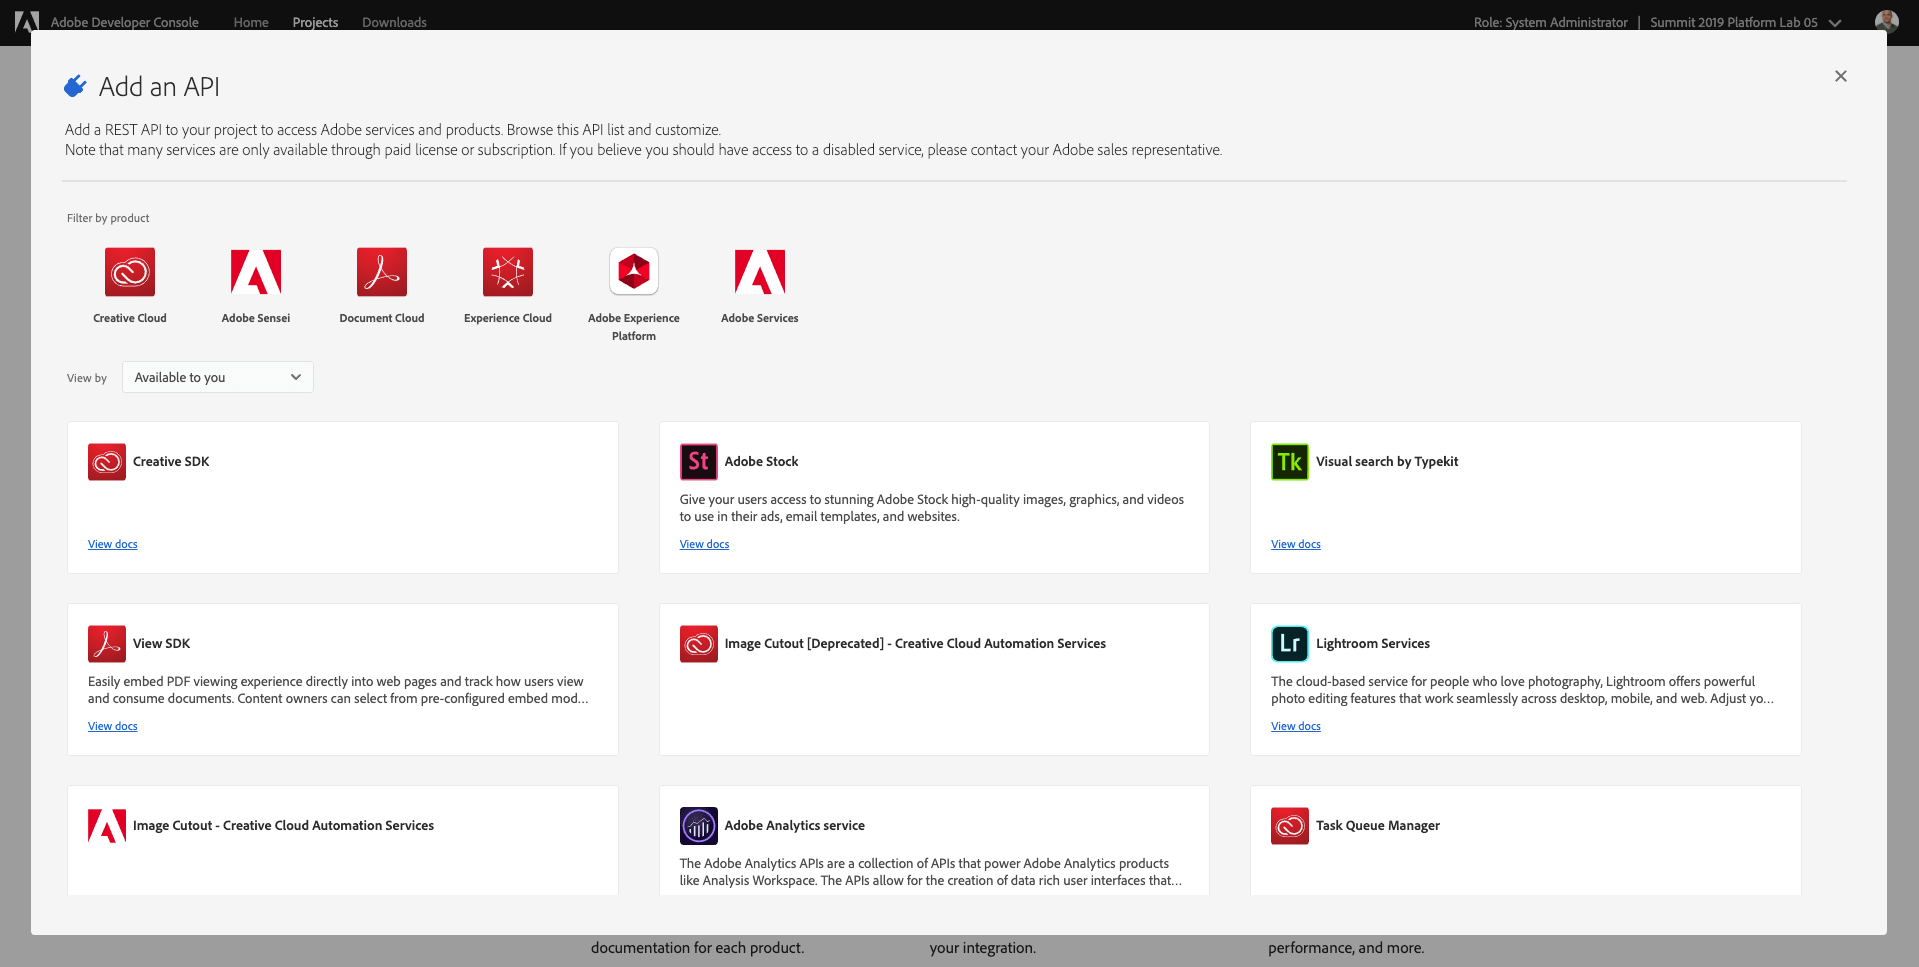 Adobe Developer Console
Home
Projects
Downloads
Role: System Administrator | Summit 2019 Platform Lab 05
Add an API
Add a REST API to your project to access Adobe services and products. Browse this API list and customize.
Note that many services are only available through paid license or subscription. If you believe you should have access to a disabled service, please contact your Adobe sales representative.
Filter by product
Creative Cloud
Adobe Sensei
Document Cloud
Experience Cloud
Adobe Experience
Platform
Adobe Services
View by
Available to you
Creative SDK
View docs
St
Adobe Stock
Give your users access to stunning Adobe Stock high-quality images, graphics, and videos
to use in their ads, email templates, and websites.
View docs
Tk
Visual search by Typekit
View docs
View SDK
Easily embed PDF viewing experience directly into web pages and track how users view
and consume documents. Content owners can select from pre-configured embed mod…
View docs
Image Cutout [Deprecated] - Creative Cloud Automation Services
Lr
Lightroom Services
The cloud-based service for people who love photography, Lightroom offers powerful
photo editing features that work seamlessly across desktop, mobile, and web. Adjust yo…
View docs
Image Cutout - Creative Cloud Automation Services
Adobe Analytics service
The Adobe Analytics APIs are a collection of APIs that power Adobe Analytics products
like Analysis Workspace. The APIs allow for the creation of data rich user interfaces that…
Task Queue Manager
documentation for each product.
your integration.
performance, and more.